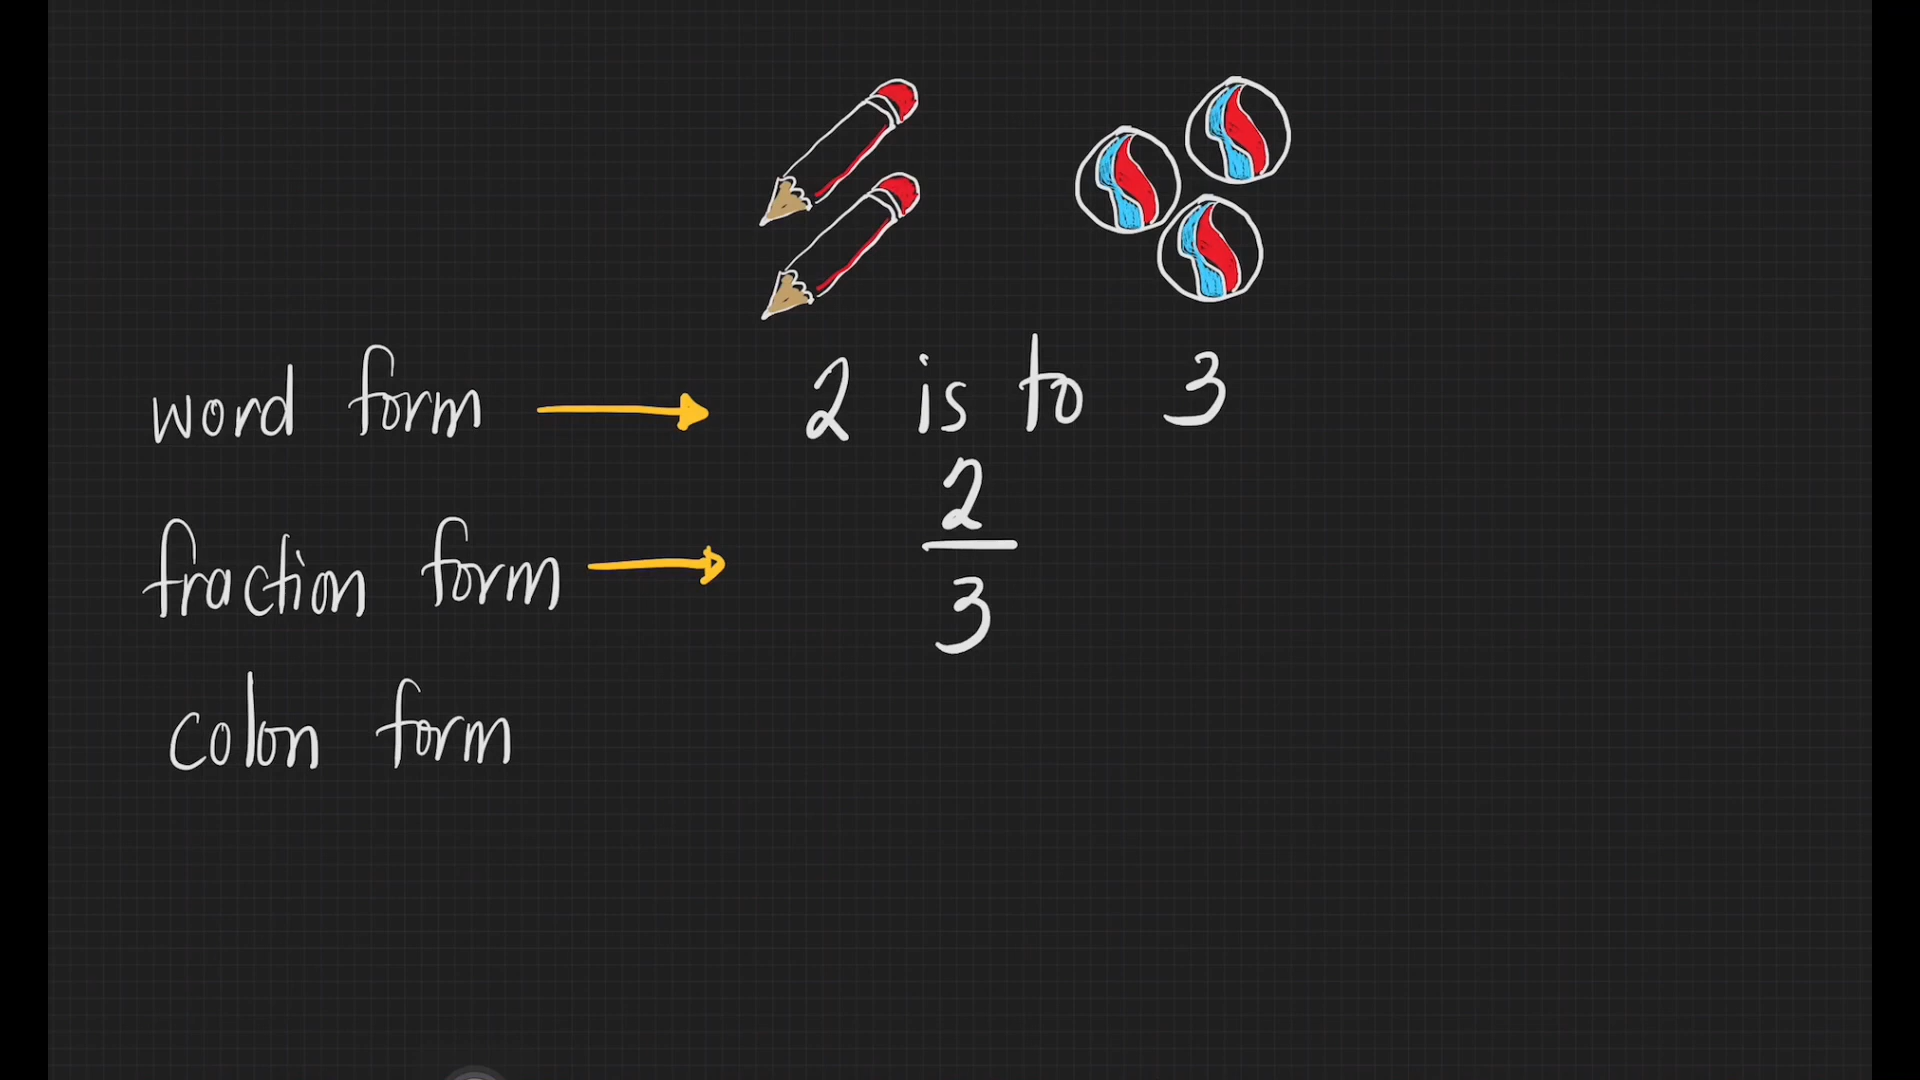 word form → 2 is to 3
fraction form → 2
3
colon form